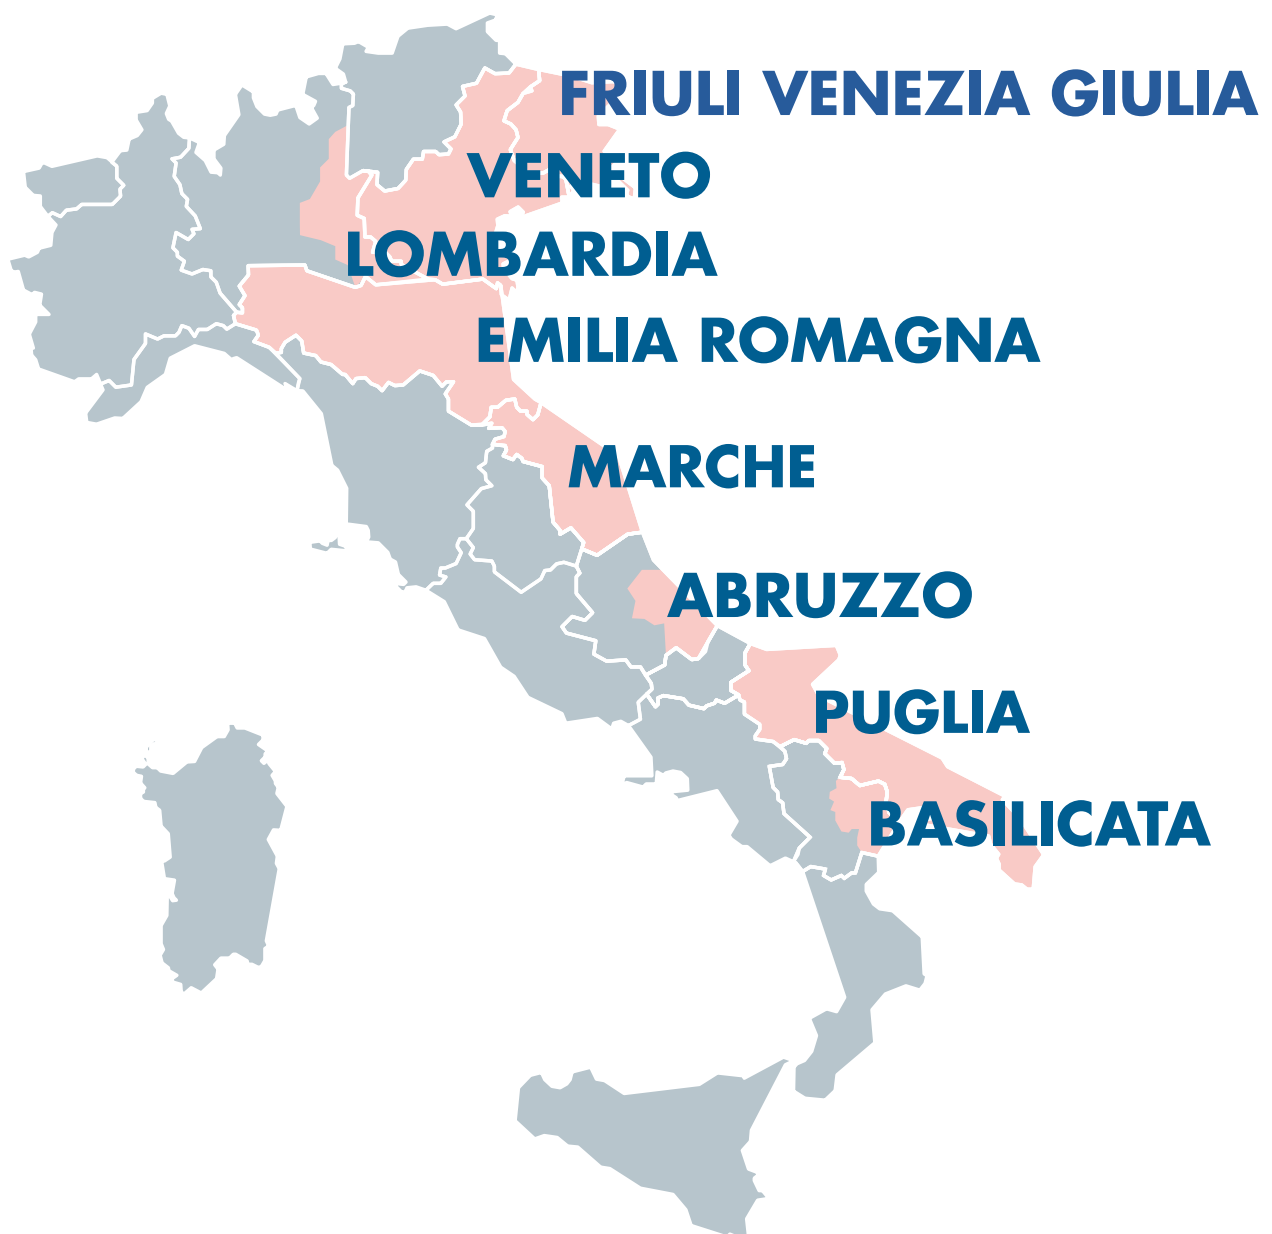 FRIULI VENEZIA GIULIA
VENETO
LOMBARDIA
EMILIA ROMAGNA
MARCHE
ABRUZZO
PUGLIA
BASILICATA